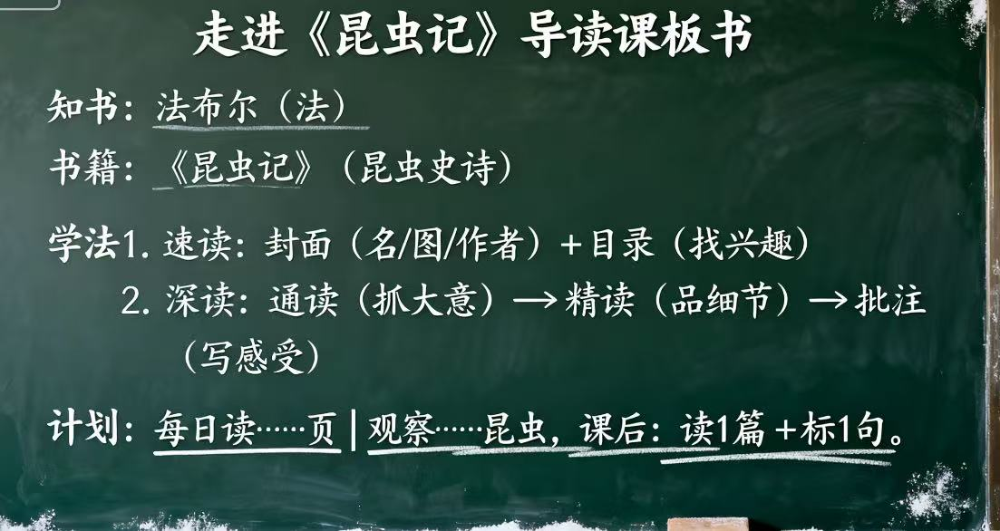 走进《昆虫记》导读课板书
知书：法布尔（法）
书籍：《昆虫记》（昆虫史诗）
学法1. 速读：封面（名/图/作者）+目录（找兴趣）
2. 深读：通读（抓大意）→精读（品细节）→批注
（写感受）
计划：每日读……页|观察……昆虫，课后：读1篇+标1句。